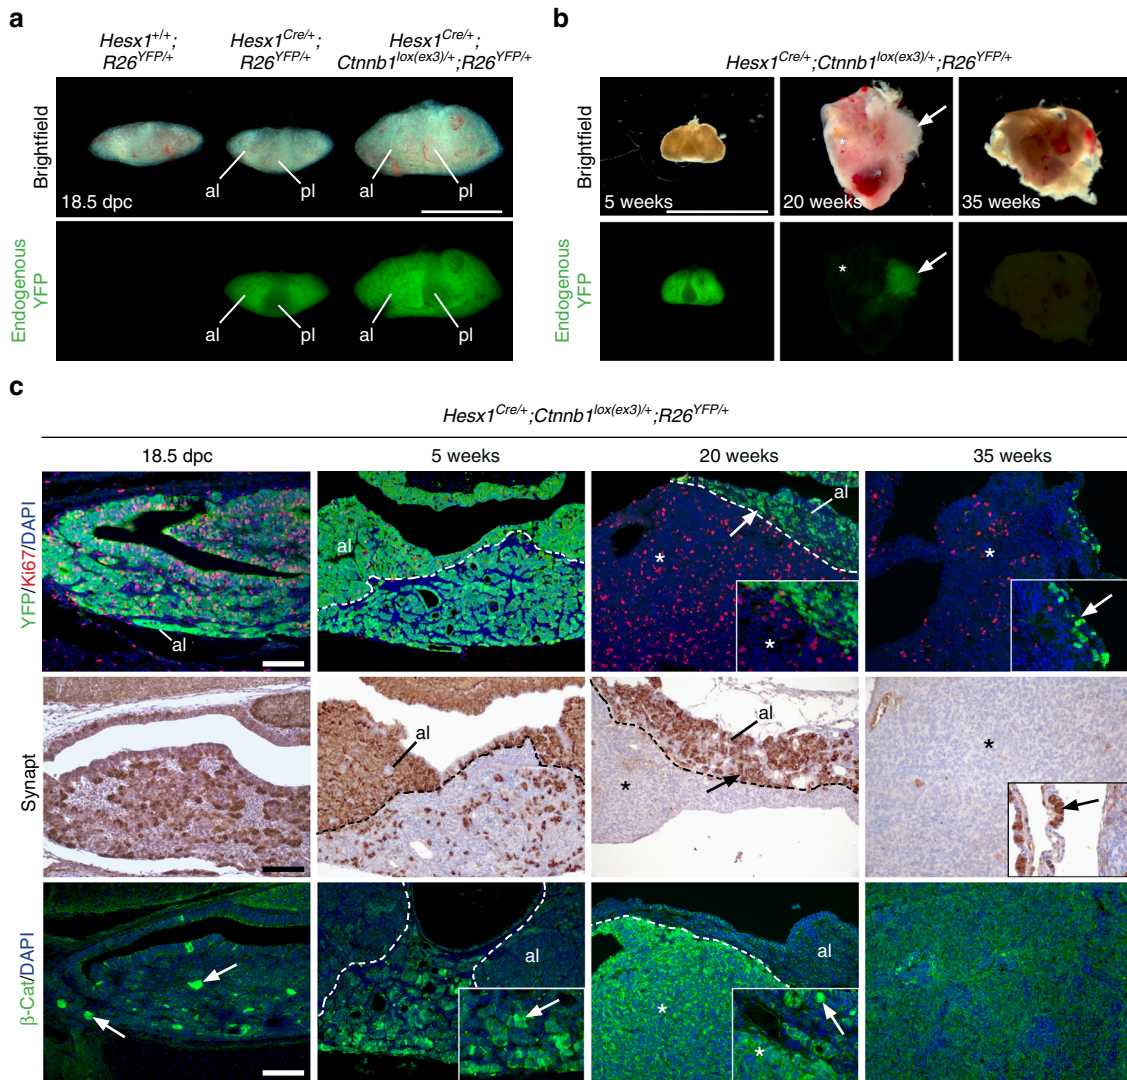 a
Hesx1+/+;
R26YFP/+
Hesx1Cre/+;
R26YFP/+
Hesx1Cre/+;
Ctnnb1lox(ex3)/+;R26YFP/+
Brightfield
18.5 dpc
al
pl
al
pl
Endogenous
YFP
al
pl
al
pl
b
Hesx1Cre/+;Ctnnb1lox(ex3)/+;R26YFP/+
Brightfield
5 weeks
*
*
20 weeks
35 weeks
Endogenous
YFP
*
c
Hesx1Cre/+;Ctnnb1lox(ex3)/+;R26YFP/+
18.5 dpc
5 weeks
20 weeks
35 weeks
YFP/Ki67/DAPI
al
al
al
*
*
*
Synapt
al
al
*
*
β-Cat/DAPI
al
al
*
*